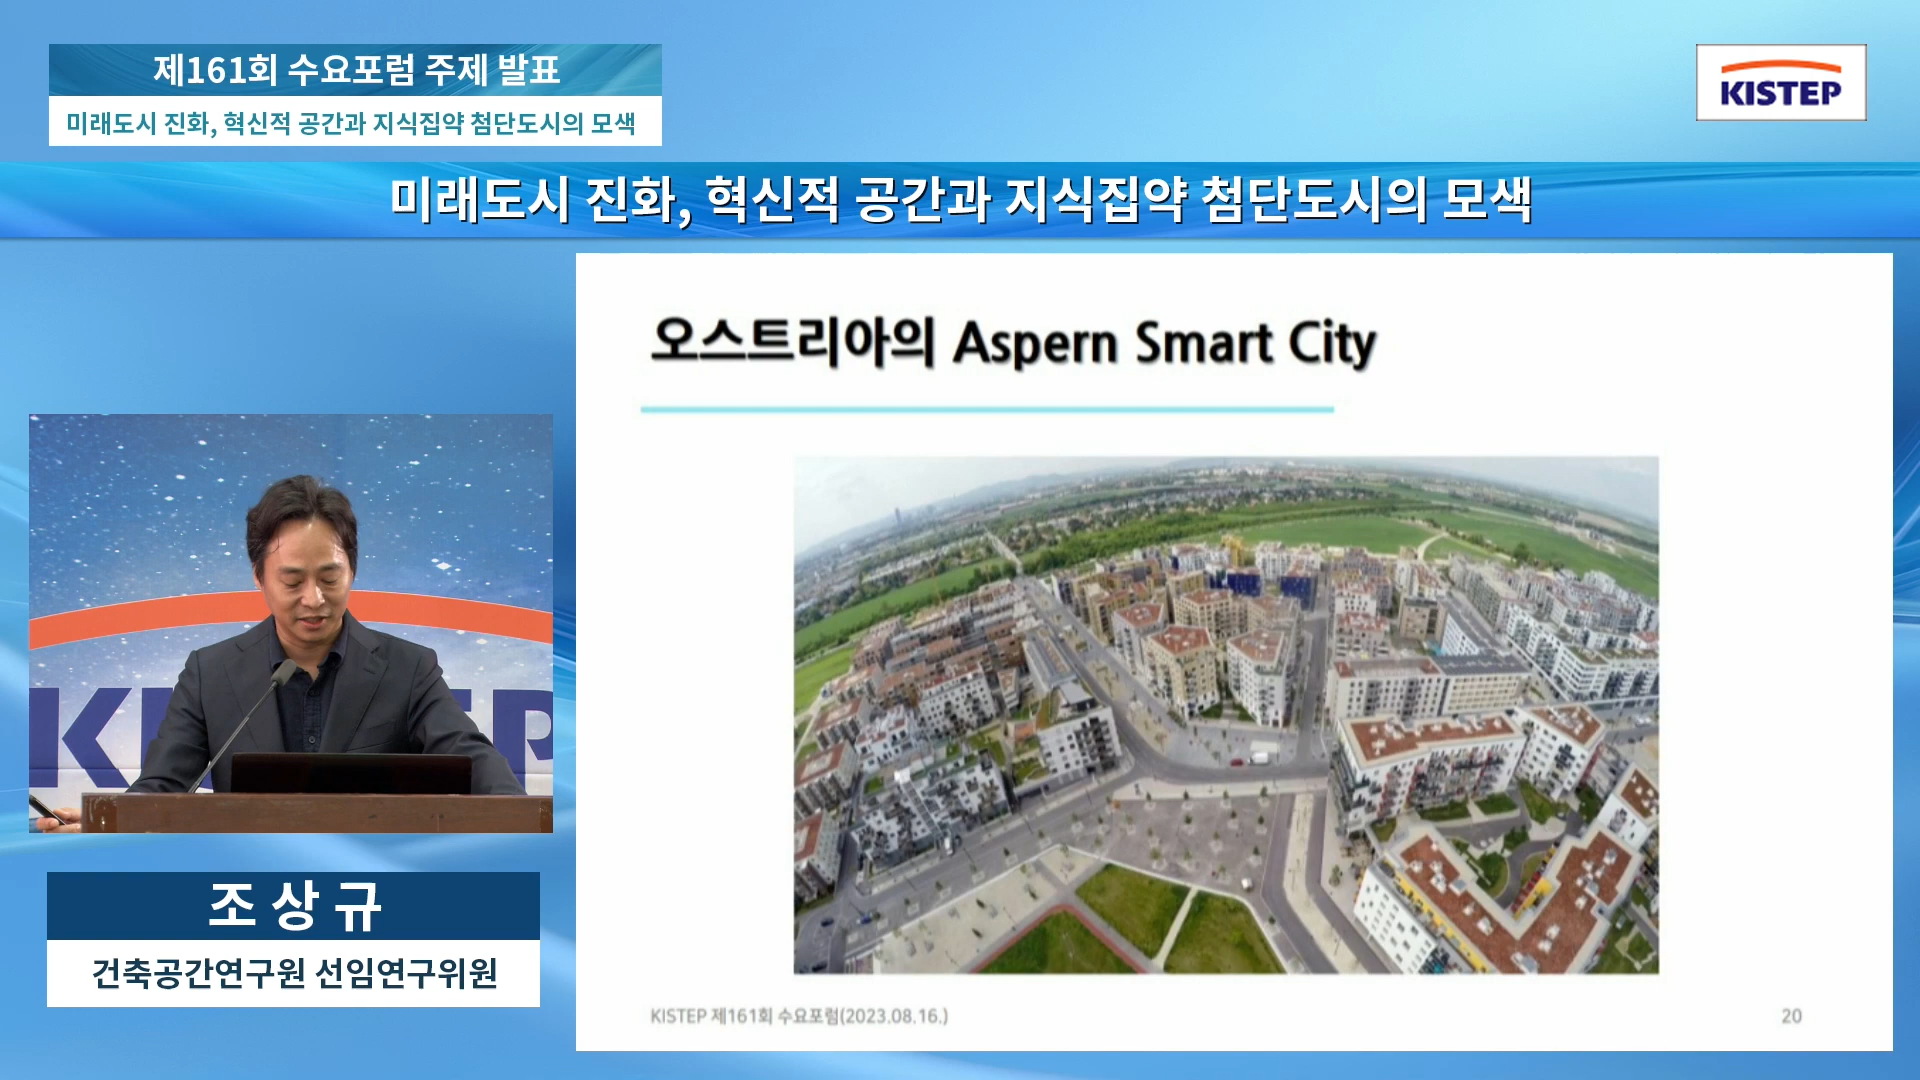 제161회 수요포럼 주제 발표
미래도시 진화, 혁신적 공간과 지식집약 첨단도시의 모색
KISTEP
미래도시 진화, 혁신적 공간과 지식집약 첨단도시의 모색
오스트리아의 Aspern Smart City
조상규
건축공간연구원 선임연구위원
KISTEP 제161회 수요포럼(2023.08.16.)
20